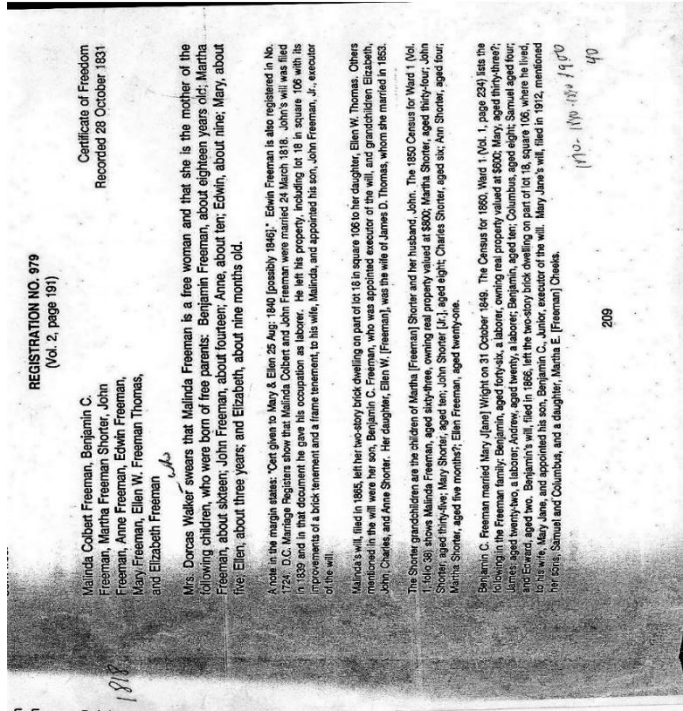 REGISTRATION NO. 979
(Vol. 2, page 191)
Malinda Colbert Freeman, Benjamin C.
Freeman, Martha Freeman Shorter, John
Freeman, Anne Freeman, Edwin Freeman,
Mary Freeman, Ellen W. Freeman Thomas,
and Elizabeth Freeman
Certificate of Freedom
Recorded 28 October 1831
1818
Mrs. Dorcas Walker swears that Malinda Freeman is a free woman and that she is the mother of the
following children, who were born of free parents: Benjamin Freeman, about eighteen years old; Martha
Freeman, about sixteen; John Freeman, about fourteen; Anne, about ten; Edwin, about nine; Mary, about
five; Ellen, about three years; and Elizabeth, about nine months old.
A note in the margin states: "Cert given to Mary & Ellen 25 Aug: 1840 [possibly 1846]." Edwin Freeman is also registered in No.
1724; D.C. Marriage Registers show that Malinda Colbert and John Freeman were married 24 March 1818. John's will was filed
in 1839 and in that document he gave his occupation as laborer. He left his property, including lot 18 in square 106 with its
improvements of a brick tenement and a frame tenement, to his wife, Malinda, and appointed his son, John Freeman, Jr., executor
of the will.
Malinda's will, filed in 1865, left her two-story brick dwelling on part of lot 18 in square 106 to her daughter, Ellen W. Thomas. Others
mentioned in the will were her son, Benjamin C. Freeman, who was appointed executor of the will, and grandchildren Elizabeth,
John, Charles, and Anne Shorter. Her daughter, Ellen W. [Freeman], was the wife of James D. Thomas, whom she married in 1853.
The Shorter grandchildren are the children of Martha [Freeman] Shorter and her husband, John. The 1850 Census for Ward 1 (Vol.
1, folio 38) shows Malinda Freeman, aged sixty-three, owning real property valued at $800; Martha Shorter, aged thirty-four; John
Shorter, aged thirty-five; Mary Shorter, aged ten; John Shorter [Jr.], aged eight; Charles Shorter, aged six; Ann Shorter, aged four;
Martha Shorter, aged five months?; Ellen Freeman, aged twenty-one.
Benjamin C. Freeman married Mary J[ane] Wright on 31 October 1849. The Census for 1860, Ward 1 (Vol. 1, page 234) lists the
following in the Freeman family: Benjamin, aged forty-six, a laborer, owning real property valued at $600; Mary, aged thirty-three?;
James, aged twenty-two, a laborer; Andrew, aged twenty, a laborer; Benjamin, aged ten; Columbus, aged eight; Samuel aged four;
and Edward, aged two. Benjamin's will, filed in 1866, left the two-story brick dwelling on part of lot 18, square 106, where he lived,
to his wife, Mary Jane, and appointed his son, Benjamin C., Junior, executor of the will. Mary Jane's will, filed in 1912, mentioned
her sons, Samuel and Columbus, and a daughter, Martha E. [Freeman] Cheeks.
1900
40
209